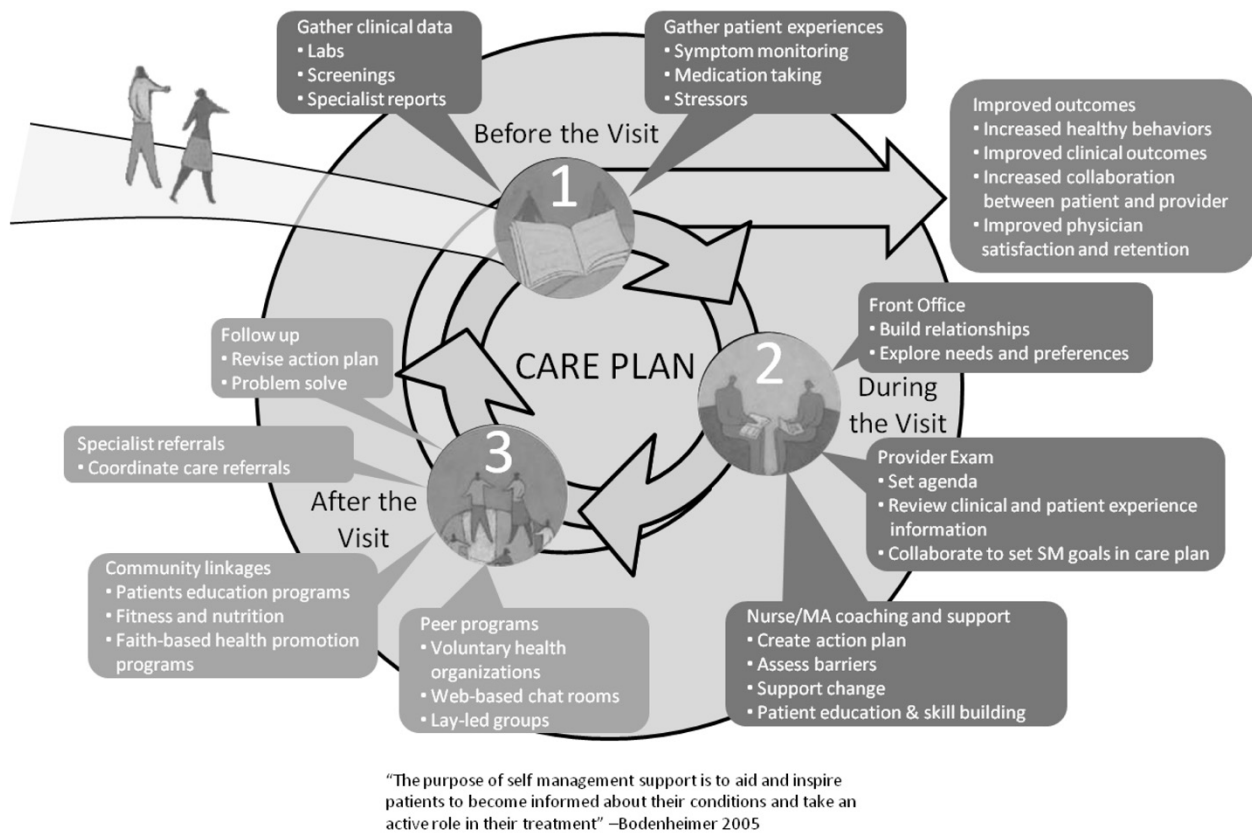 Gather clinical data
▪ Labs
▪ Screenings
▪ Specialist reports
Gather patient experiences
▪ Symptom monitoring
▪ Medication taking
▪ Stressors
Before the Visit
1
Improved outcomes
▪ Increased healthy behaviors
▪ Improved clinical outcomes
▪ Increased collaboration
between patient and provider
▪ Improved physician
satisfaction and retention
CARE PLAN
2
During
the Visit
Front Office
▪ Build relationships
▪ Explore needs and preferences
Provider Exam
▪ Set agenda
▪ Review clinical and patient experience
information
▪ Collaborate to set SM goals in care plan
Nurse/MA coaching and support
▪ Create action plan
▪ Assess barriers
▪ Support change
▪ Patient education & skill building
3
After the
Visit
Follow up
▪ Revise action plan
▪ Problem solve
Specialist referrals
▪ Coordinate care referrals
Community linkages
▪ Patients education programs
▪ Fitness and nutrition
▪ Faith-based health promotion
programs
Peer programs
▪ Voluntary health
organizations
▪ Web-based chat rooms
▪ Lay-led groups
“The purpose of self management support is to aid and inspire
patients to become informed about their conditions and take an
active role in their treatment” –Bodenheimer 2005